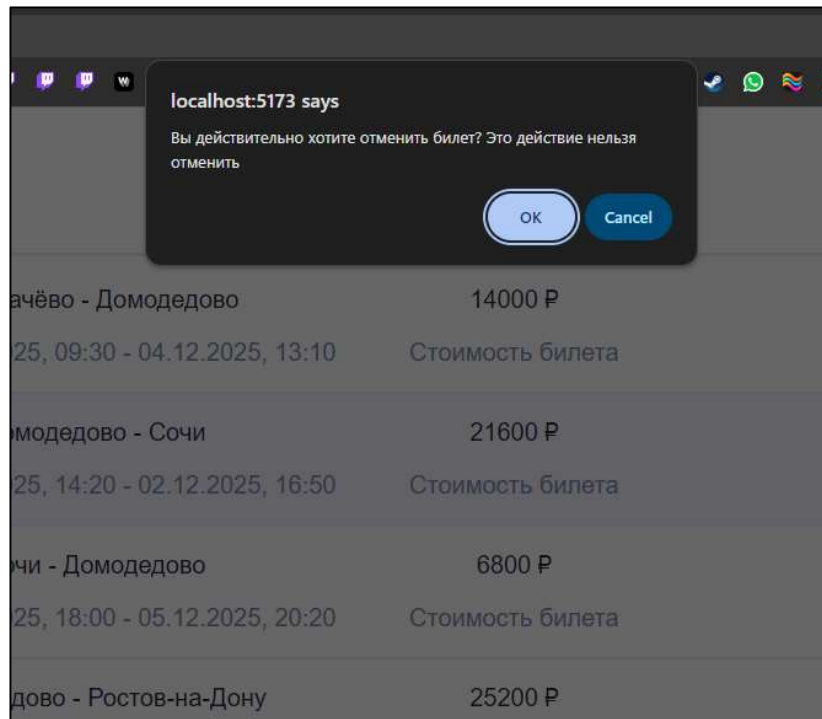 localhost:5173 says
Вы действительно хотите отменить билет? Это действие нельзя
отменить
OK Cancel
ачёво - Домодедово 14000 ₽
25, 09:30 - 04.12.2025, 13:10 Стоимость билета
омодедово - Сочи 21600 ₽
25, 14:20 - 02.12.2025, 16:50 Стоимость билета
очи - Домодедово 6800 ₽
25, 18:00 - 05.12.2025, 20:20 Стоимость билета
дово - Ростов-на-Дону 25200 ₽